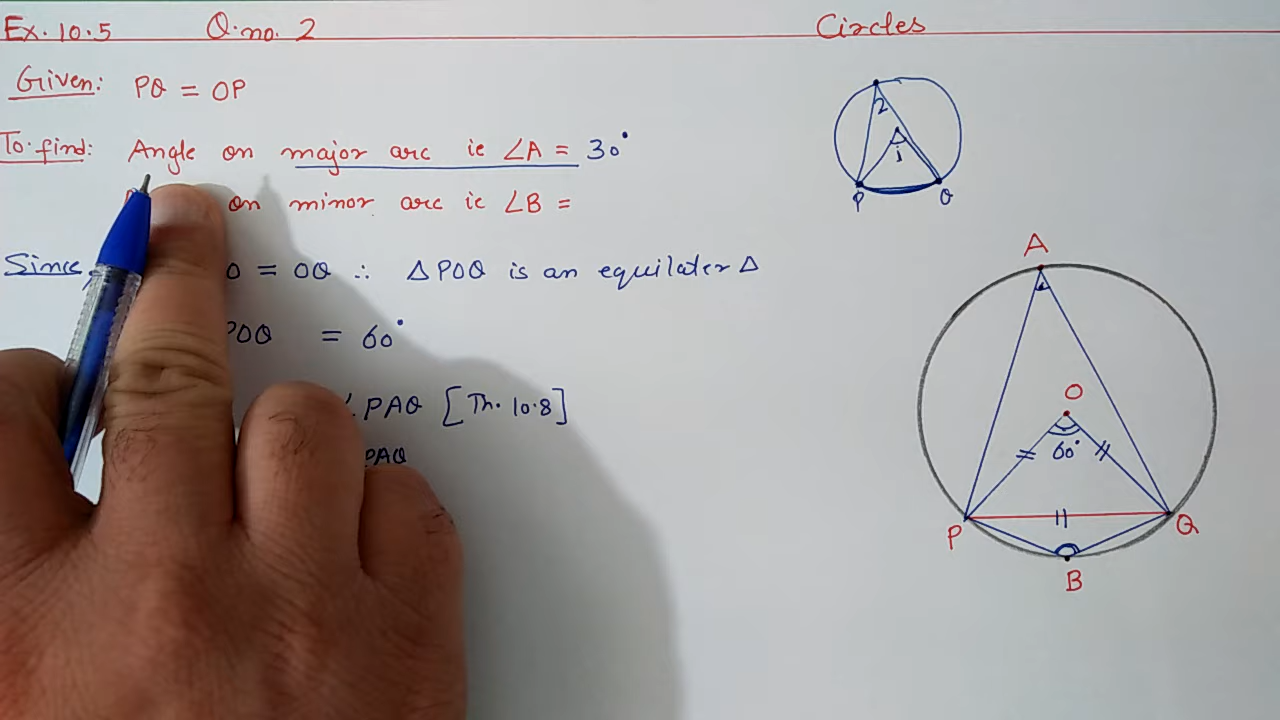 Ex. 10.5 Q. no. 2 Circles
Given: PQ = OP
To find: Angle on major arc ie ∠A = 30°
on minor arc ie ∠B =
Since, O = OQ ∴ △POQ is an equilater △
POQ = 60°
∠PAQ [Th. 10.8]
PAQ
2
1
P Q
A
O
60°
P Q
B